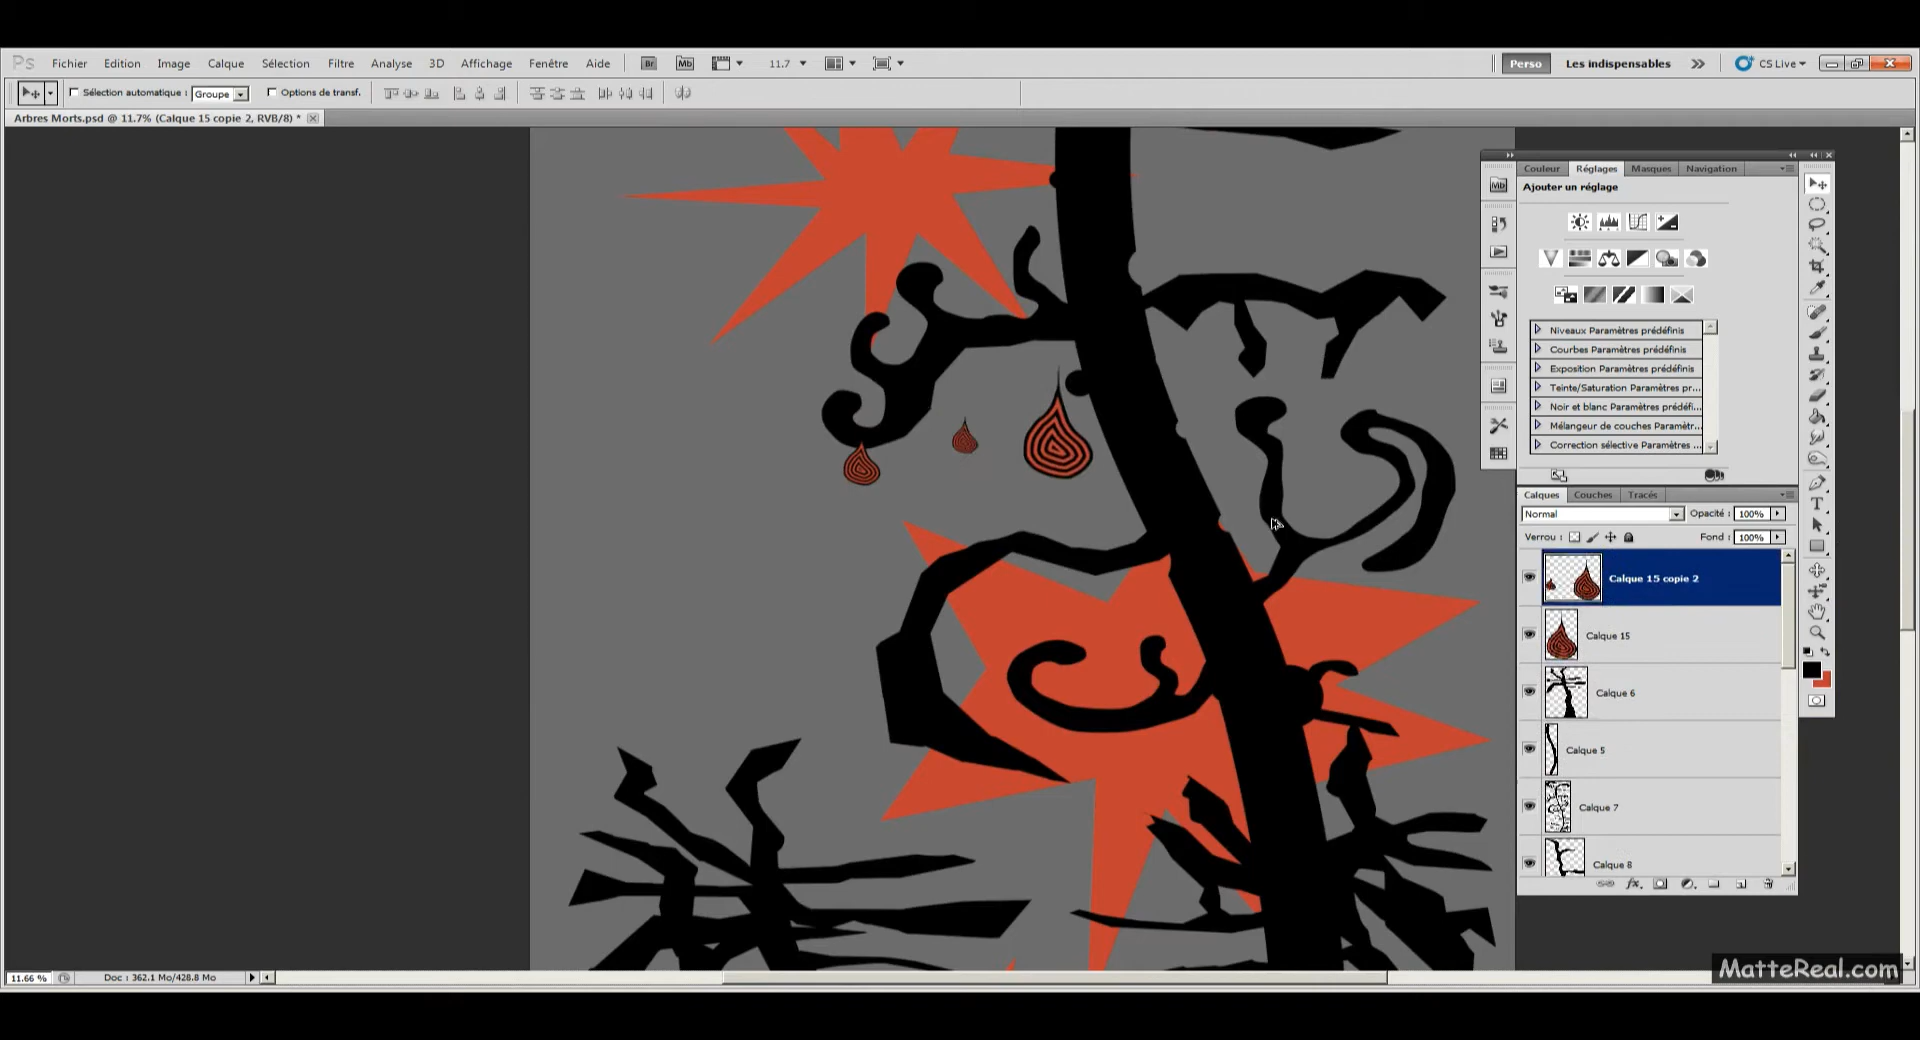 Ps Fichier Edition Image Calque Sélection Filtre Analyse 3D Affichage Fenêtre Aide Br Mb 11.7 Perso Les indispensables CS Live
Sélection automatique : Groupe Options de transf.
Arbres Morts.psd @ 11.7% (Calque 15 copie 2, RVB/8) *
Couleur Réglages Masques Navigation
Mb
Ajouter un réglage
Niveaux Paramètres prédéfinis
Courbes Paramètres prédéfinis
Exposition Paramètres prédéfinis
Teinte/Saturation Paramètres pr...
Noir et blanc Paramètres prédéfi...
Mélangeur de couches Paramètr...
Correction sélective Paramètres ...
Calques Couches Tracés
Normal Opacité : 100%
Verrou : Fond : 100%
Calque 15 copie 2
Calque 15
Calque 6
Calque 5
Calque 7
Calque 8
fx
11.66 % Doc : 362.1 Mo/428.8 Mo
MatteReal.com